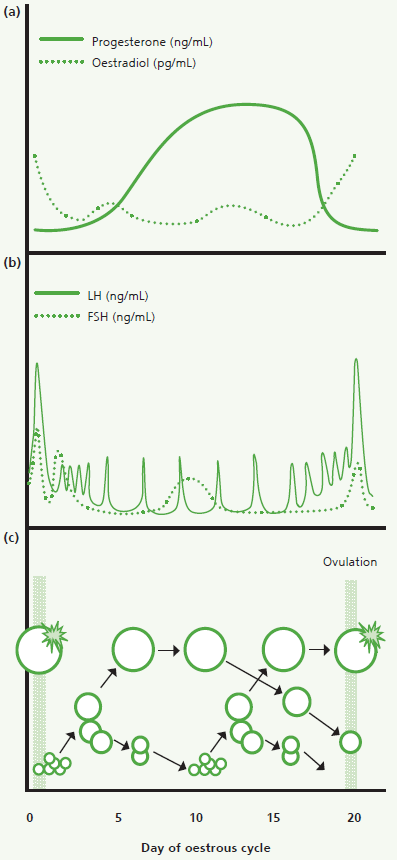 (a)
Progesterone (ng/mL)
Oestradiol (pg/mL)
(b)
LH (ng/mL)
FSH (ng/mL)
(c)
Ovulation
0 5 10 15 20
Day of oestrous cycle